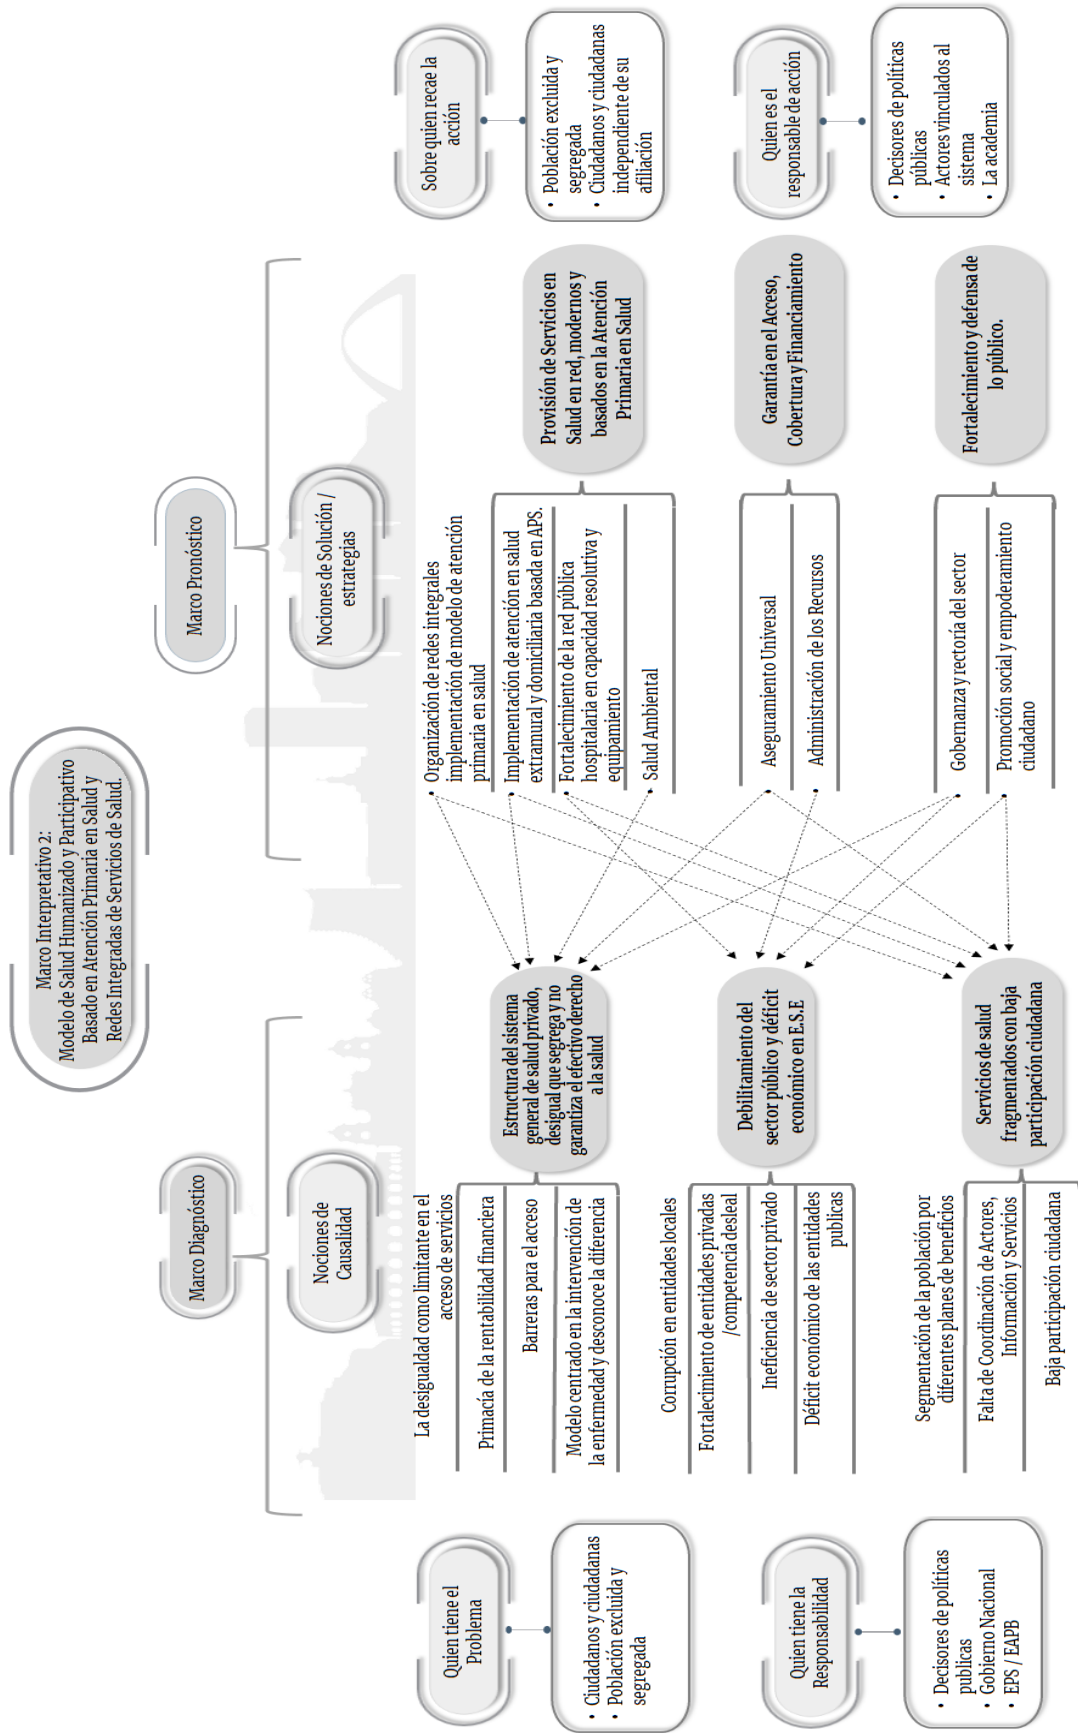 Marco Interpretativo 2:
Modelo de Salud Humanizado y Participativo
Basado en Atención Primaria en Salud y
Redes Integradas de Servicios de Salud.
Marco Diagnóstico
Marco Pronóstico
Nociones de
Causalidad
Nociones de Solución /
estrategias
Quien tiene el
Problema
• Ciudadanos y ciudadanas
• Población excluida y
segregada
Quien tiene la
Responsabilidad
• Decisores de políticas
publicas
• Gobierno Nacional
• EPS / EAPB
La desigualdad como limitante en el
acceso de servicios
Primacía de la rentabilidad financiera
Barreras para el acceso
Modelo centrado en la intervención de
la enfermedad y desconoce la diferencia
Corrupción en entidades locales
Fortalecimiento de entidades privadas
/competencia desleal
Ineficiencia de sector privado
Déficit económico de las entidades
publicas
Segmentación de la población por
diferentes planes de beneficios
Falta de Coordinación de Actores,
Información y Servicios
Baja participación ciudadana
Estructura del sistema
general de salud privado,
desigual que segrega y no
garantiza el efectivo derecho
a la salud
Debilitamiento del
sector público y déficit
económico en E.S.E
Servicios de salud
fragmentados con baja
participación ciudadana
• Organización de redes integrales
implementación de modelo de atención
primaria en salud
• Implementación de atención en salud
extramural y domiciliaria basada en APS.
• Fortalecimiento de la red pública
hospitalaria en capacidad resolutiva y
equipamiento
• Salud Ambiental
• Aseguramiento Universal
• Administración de los Recursos
• Gobernanza y rectoría del sector
• Promoción social y empoderamiento
ciudadano
Provisión de Servicios en
Salud en red, modernos y
basados en la Atención
Primaria en Salud
Garantía en el Acceso,
Cobertura y Financiamiento
Fortalecimiento y defensa de
lo público.
Sobre quien recae la
acción
• Población excluida y
segregada
• Ciudadanos y ciudadanas
independiente de su
afiliación
Quien es el
responsable de acción
• Decisores de políticas
públicas
• Actores vinculados al
sistema
• La academia